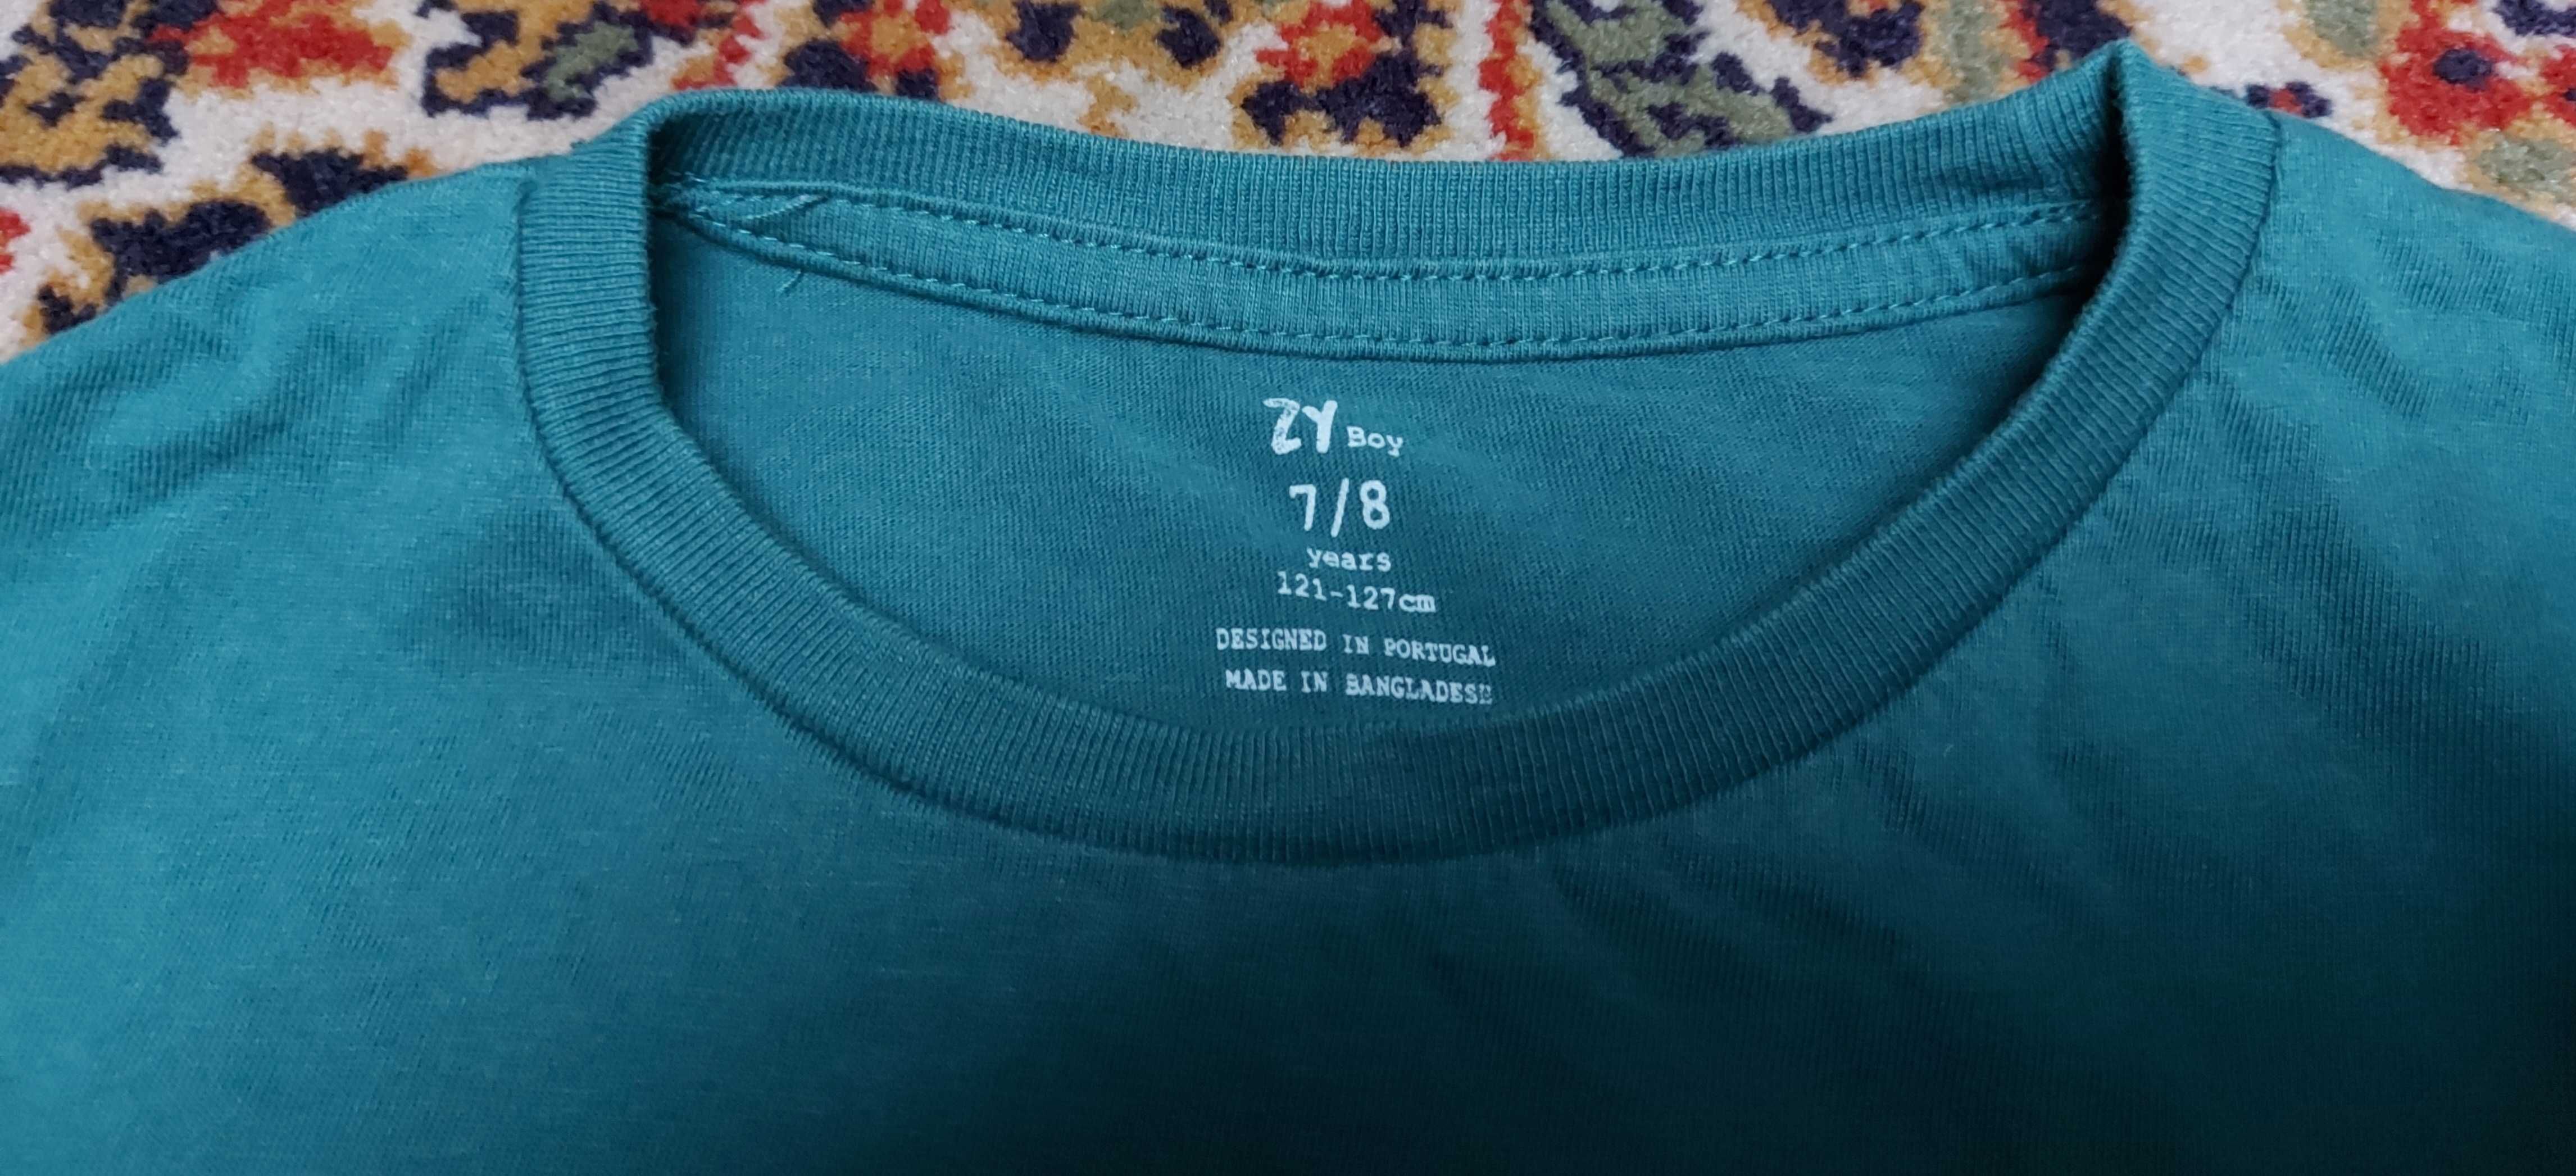 ZY Boy
7/8
years
121-127cm
DESIGNED IN PORTUGAL
MADE IN BANGLADESH